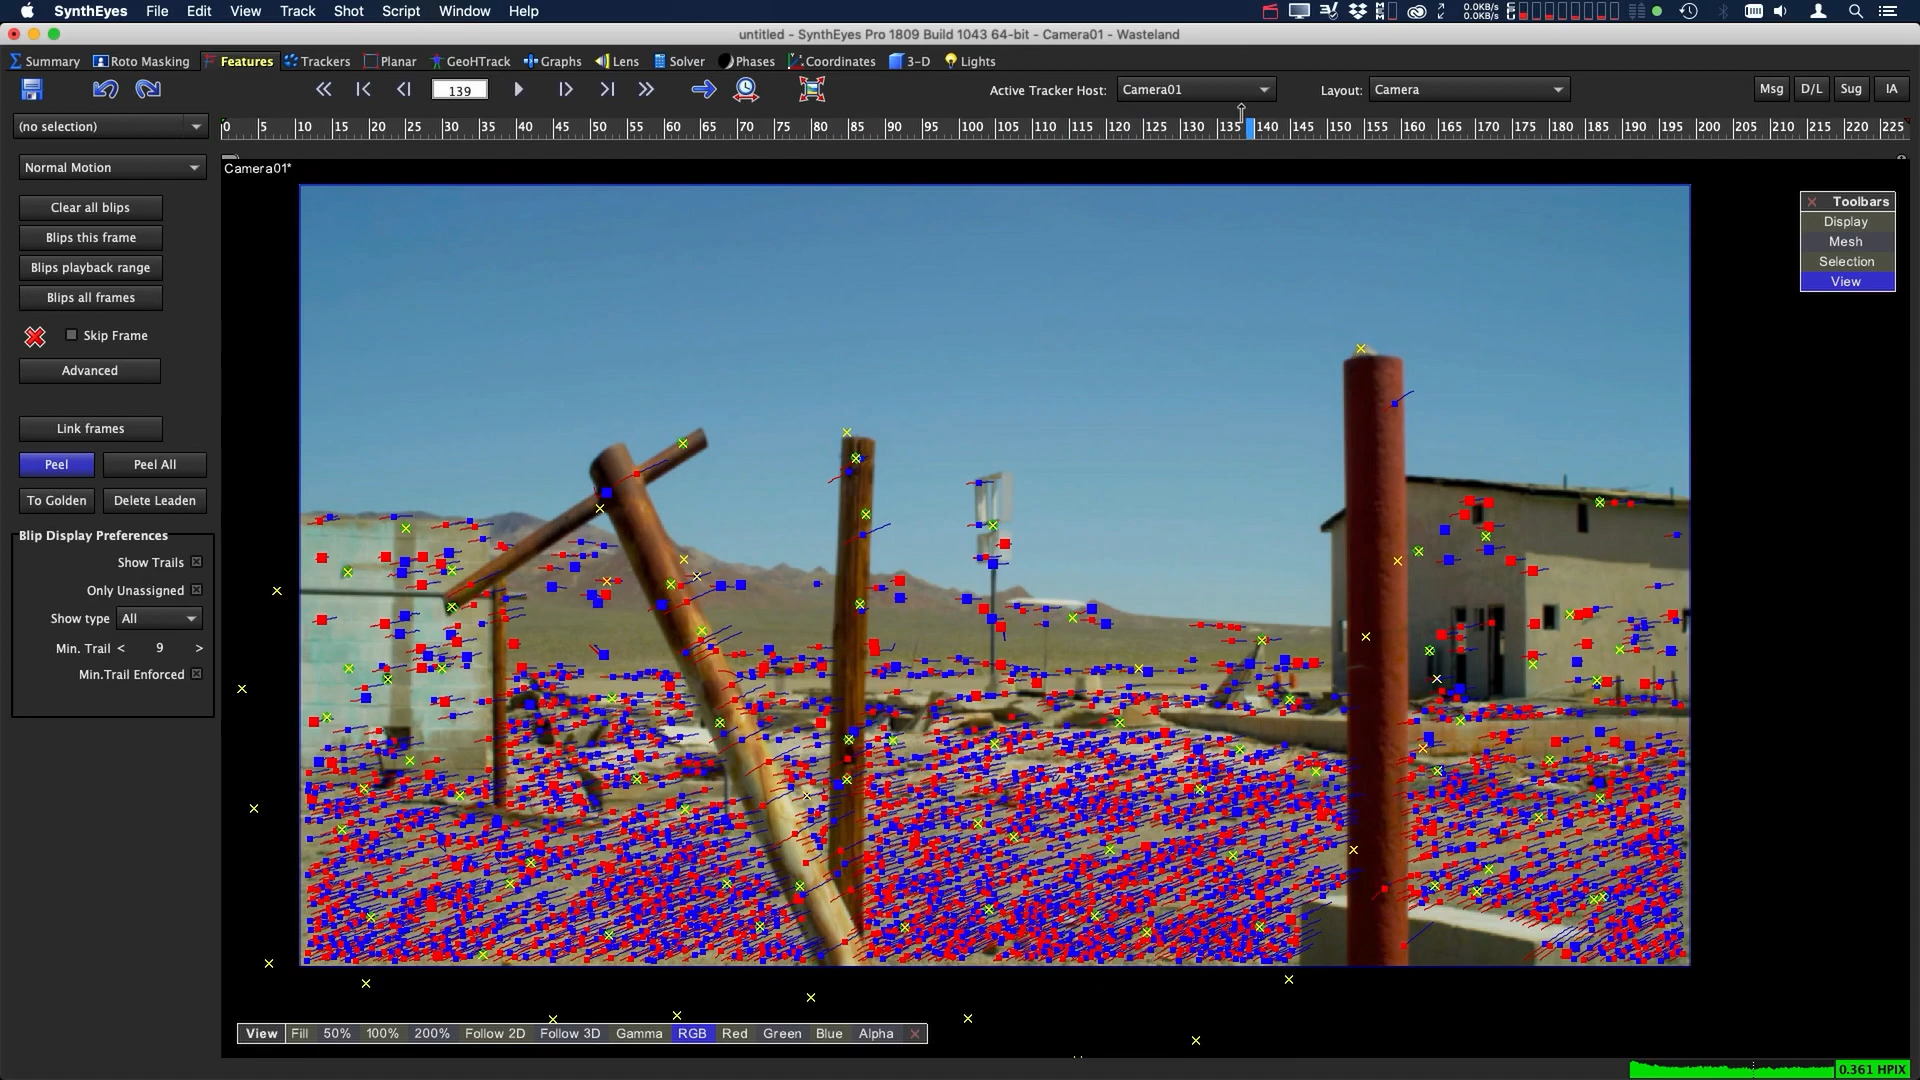 SynthEyes File Edit View Track Shot Script Window Help 0.0KB/s 0.0KB/s
untitled - SynthEyes Pro 1809 Build 1043 64-bit - Camera01 - Wasteland
Summary Roto Masking Features Trackers Planar GeoHTrack Graphs Lens Solver Phases Coordinates 3-D Lights
139 Active Tracker Host: Camera01 Layout: Camera Msg D/L Sug IA
(no selection) 0 5 10 15 20 25 30 35 40 45 50 55 60 65 70 75 80 85 90 95 100 105 110 115 120 125 130 135 140 145 150 155 160 165 170 175 180 185 190 195 200 205 210 215 220 225
Normal Motion
Camera01*
Clear all blips
Blips this frame
Blips playback range
Blips all frames
Skip Frame
Advanced
Link frames
Peel Peel All
To Golden Delete Leaden
Blip Display Preferences
Show Trails
Only Unassigned
Show type All
Min. Trail < 9 >
Min.Trail Enforced
Toolbars
Display
Mesh
Selection
View
View Fill 50% 100% 200% Follow 2D Follow 3D Gamma RGB Red Green Blue Alpha
0.361 HPIX